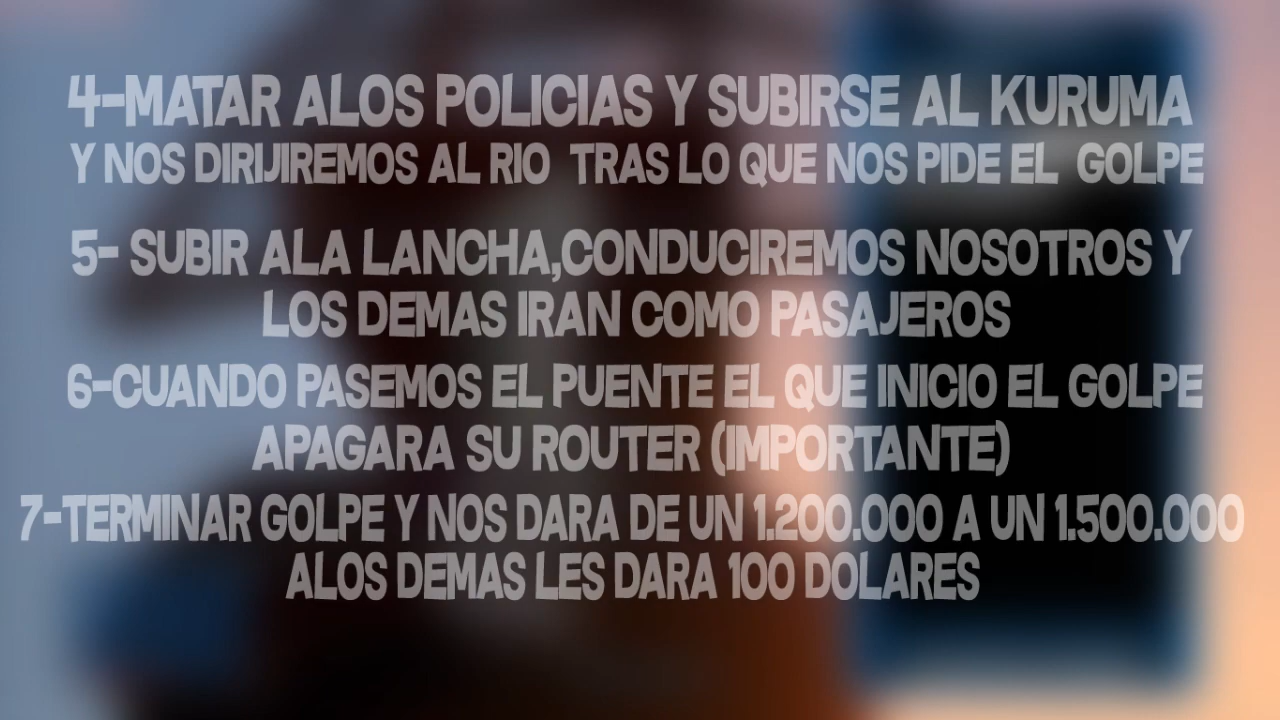 4-MATAR ALOS POLICIAS Y SUBIRSE AL KURUMA
Y NOS DIRIJIREMOS AL RIO TRAS LO QUE NOS PIDE EL GOLPE
5- SUBIR ALA LANCHA,CONDUCIREMOS NOSOTROS Y
LOS DEMAS IRAN COMO PASAJEROS
6-CUANDO PASEMOS EL PUENTE EL QUE INICIO EL GOLPE
APAGARA SU ROUTER (IMPORTANTE)
7-TERMINAR GOLPE Y NOS DARA DE UN 1.200.000 A UN 1.500.000
ALOS DEMAS LES DARA 100 DOLARES